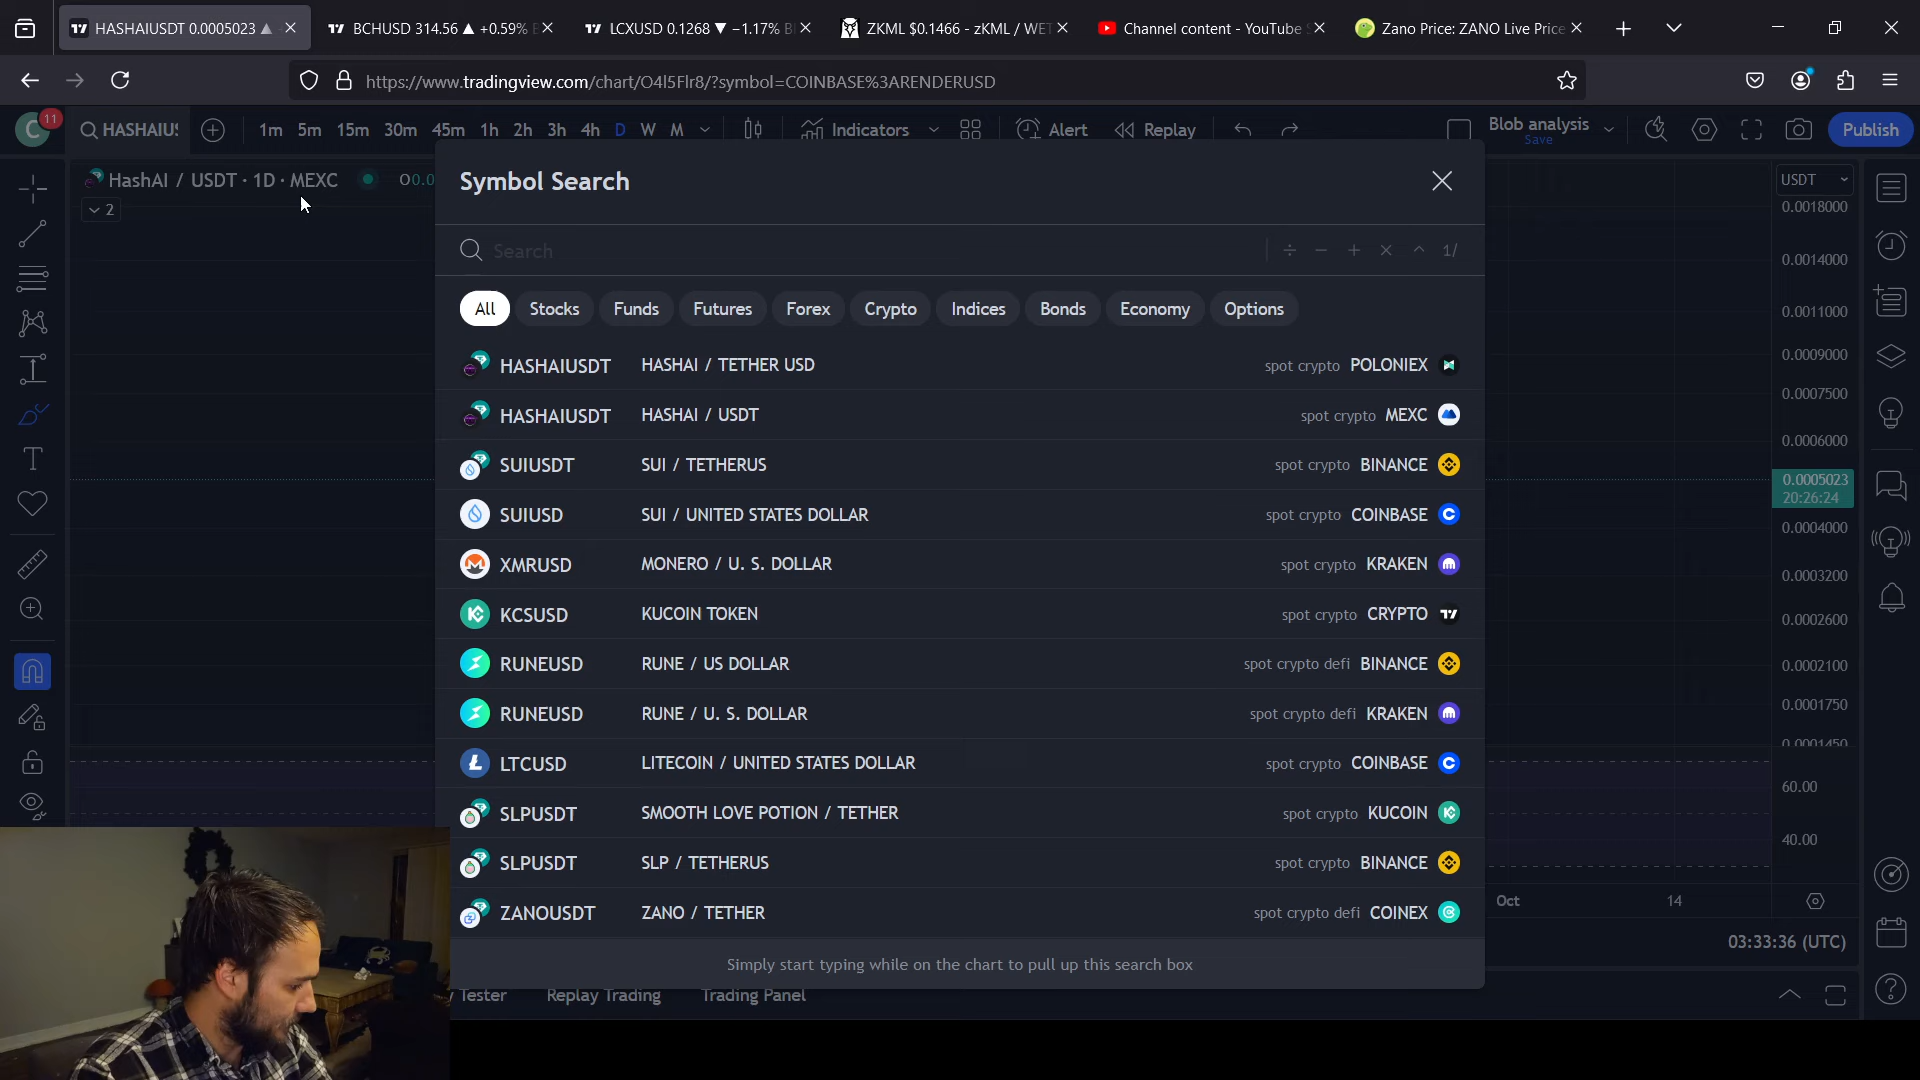 HASHAIUSDT 0.0005023 ▲
BCHUSD 314.56 ▲ +0.59%
LCXUSD 0.1268 ▼ −1.17%
ZKML $0.1466 - zKML / WET
Channel content - YouTube
Zano Price: ZANO Live Price
https://www.tradingview.com/chart/O4l5Flr8/?symbol=COINBASE%3ARENDERUSD
C
11
HASHAIUS
1m 5m 15m 30m 45m 1h 2h 3h 4h D W M
Indicators
Alert
Replay
Blob analysis
Save
Publish
HashAI / USDT · 1D · MEXC
O0.0
2
USDT
Symbol Search
Search
÷ − + × ^ 1/
All Stocks Funds Futures Forex Crypto Indices Bonds Economy Options
HASHAIUSDT HASHAI / TETHER USD spot crypto POLONIEX
HASHAIUSDT HASHAI / USDT spot crypto MEXC
SUIUSDT SUI / TETHERUS spot crypto BINANCE
SUIUSD SUI / UNITED STATES DOLLAR spot crypto COINBASE
XMRUSD MONERO / U. S. DOLLAR spot crypto KRAKEN
KCSUSD KUCOIN TOKEN spot crypto CRYPTO
RUNEUSD RUNE / US DOLLAR spot crypto defi BINANCE
RUNEUSD RUNE / U. S. DOLLAR spot crypto defi KRAKEN
LTCUSD LITECOIN / UNITED STATES DOLLAR spot crypto COINBASE
SLPUSDT SMOOTH LOVE POTION / TETHER spot crypto KUCOIN
SLPUSDT SLP / TETHERUS spot crypto BINANCE
ZANOUSDT ZANO / TETHER spot crypto defi COINEX
Simply start typing while on the chart to pull up this search box
0.0018000
0.0014000
0.0011000
0.0009000
0.0007500
0.0006000
0.0005023
20:26:24
0.0004000
0.0003200
0.0002600
0.0002100
0.0001750
0.0001450
60.00
40.00
Oct 14
03:33:36 (UTC)
y Tester
Replay Trading
Trading Panel